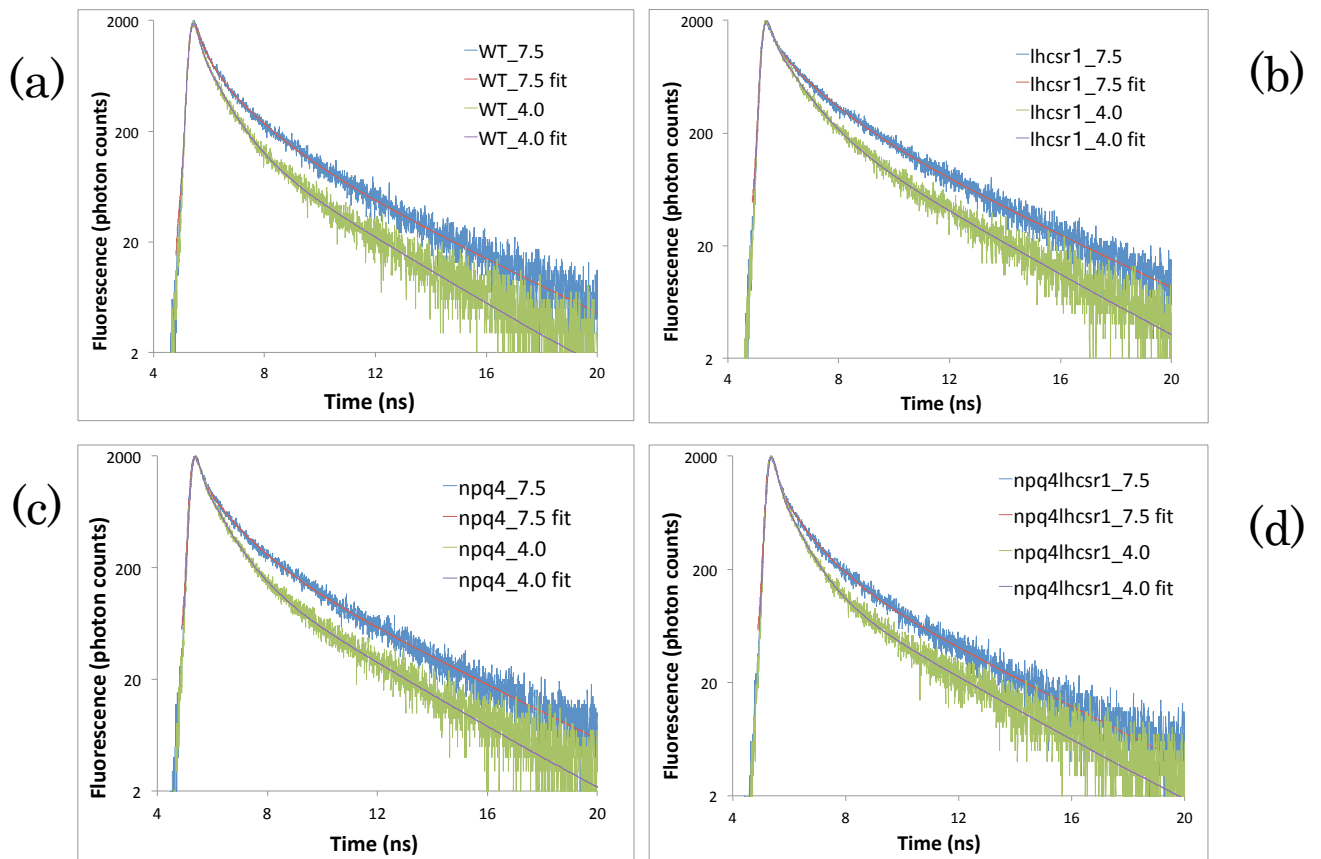 (a)
2000
200
20
2
4
8
12
16
20
Fluorescence (photon counts)
Time (ns)
WT_7.5
WT_7.5 fit
WT_4.0
WT_4.0 fit
(b)
2000
200
20
2
4
8
12
16
20
Fluorescence (photon counts)
Time (ns)
lhcsr1_7.5
lhcsr1_7.5 fit
lhcsr1_4.0
lhcsr1_4.0 fit
(c)
2000
200
20
2
4
8
12
16
20
Fluorescence (photon counts)
Time (ns)
npq4_7.5
npq4_7.5 fit
npq4_4.0
npq4_4.0 fit
(d)
2000
200
20
2
4
8
12
16
20
Fluorescence (photon counts)
Time (ns)
npq4lhcsr1_7.5
npq4lhcsr1_7.5 fit
npq4lhcsr1_4.0
npq4lhcsr1_4.0 fit